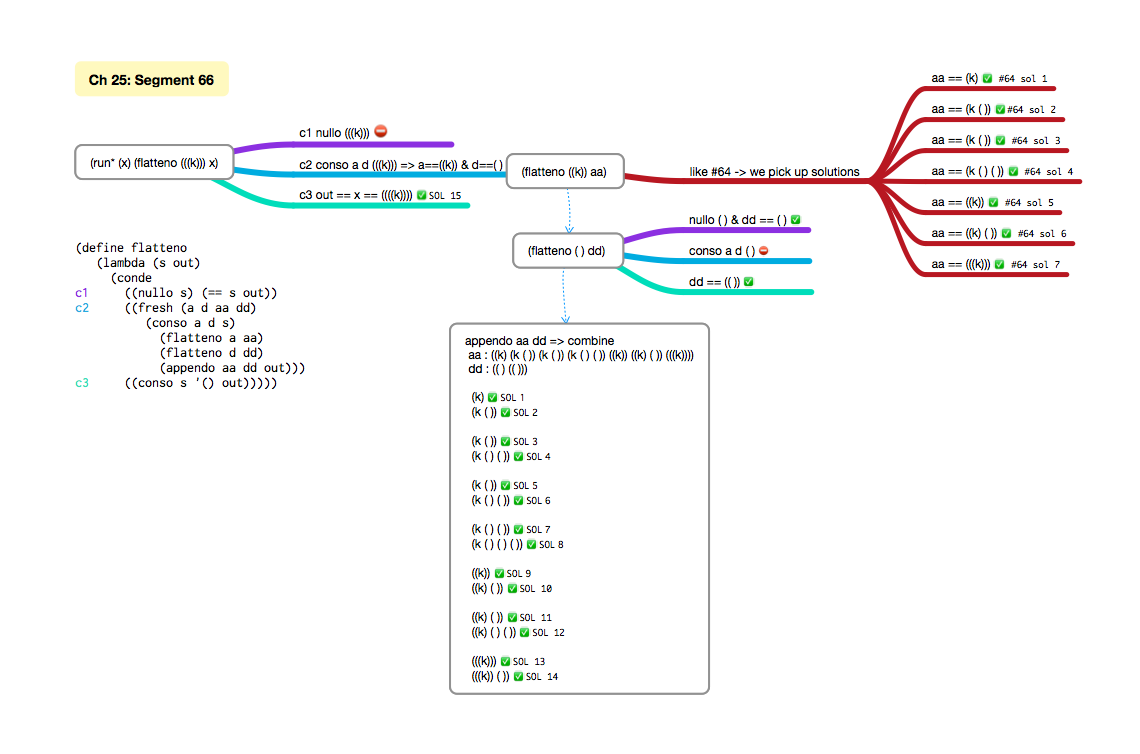 Ch 25: Segment 66
(run* (x) (flatteno (((k))) x)
c1 nullo (((k)))
c2 conso a d (((k))) => a==((k)) & d==( )
c3 out == x == ((((k)))) SOL 15
(flatteno ((k)) aa)
like #64 -> we pick up solutions
aa == (k) #64 sol 1
aa == (k ( )) #64 sol 2
aa == (k ( )) #64 sol 3
aa == (k ( ) ( )) #64 sol 4
aa == ((k)) #64 sol 5
aa == ((k) ( )) #64 sol 6
aa == (((k))) #64 sol 7
(flatteno ( ) dd)
nullo ( ) & dd == ( )
conso a d ( )
dd == (( ))
(define flatteno
(lambda (s out)
(conde
c1 ((nullo s) (== s out))
c2 ((fresh (a d aa dd)
(conso a d s)
(flatteno a aa)
(flatteno d dd)
(appendo aa dd out)))
c3 ((conso s '() out)))))
appendo aa dd => combine
aa : ((k) (k ( )) (k ( )) (k ( ) ( )) ((k)) ((k) ( )) (((k))))
dd : (( ) (( )))
(k) SOL 1
(k ( )) SOL 2
(k ( )) SOL 3
(k ( ) ( )) SOL 4
(k ( )) SOL 5
(k ( ) ( )) SOL 6
(k ( ) ( )) SOL 7
(k ( ) ( ) ( )) SOL 8
((k)) SOL 9
((k) ( )) SOL 10
((k) ( )) SOL 11
((k) ( ) ( )) SOL 12
(((k))) SOL 13
(((k)) ( )) SOL 14